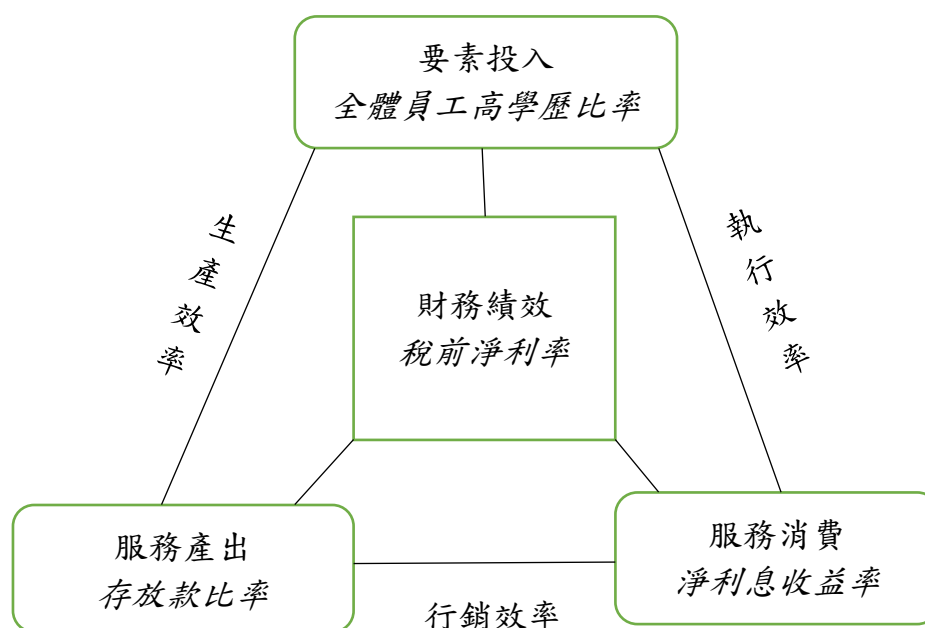 要素投入
全體員工高學歷比率
生產效率
執行效率
財務績效
稅前淨利率
服務產出
存放款比率
服務消費
淨利息收益率
行銷效率